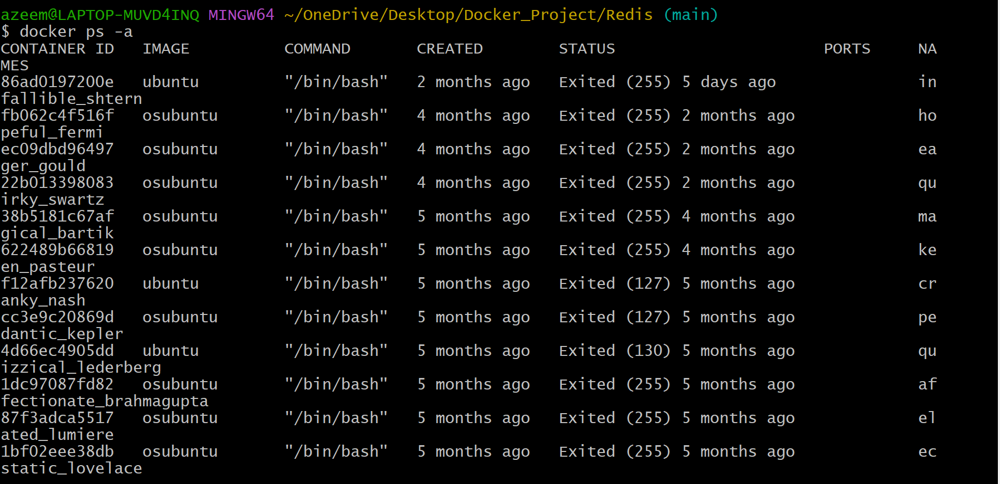 azeem@LAPTOP-MUVD4INQ MINGW64 ~/OneDrive/Desktop/Docker_Project/Redis (main)
$ docker ps -a
CONTAINER ID   IMAGE          COMMAND       CREATED        STATUS                      PORTS     NA
MES
86ad0197200e   ubuntu         "/bin/bash"   2 months ago   Exited (255) 5 days ago               in
fallible_shtern
fb062c4f516f   osubuntu       "/bin/bash"   4 months ago   Exited (255) 2 months ago             ho
peful_fermi
ec09dbd96497   osubuntu       "/bin/bash"   4 months ago   Exited (255) 2 months ago             ea
ger_gould
22b013398083   osubuntu       "/bin/bash"   4 months ago   Exited (255) 2 months ago             qu
irky_swartz
38b5181c67af   osubuntu       "/bin/bash"   5 months ago   Exited (255) 4 months ago             ma
gical_bartik
622489b66819   osubuntu       "/bin/bash"   5 months ago   Exited (255) 4 months ago             ke
en_pasteur
f12afb237620   ubuntu         "/bin/bash"   5 months ago   Exited (127) 5 months ago             cr
anky_nash
cc3e9c20869d   osubuntu       "/bin/bash"   5 months ago   Exited (127) 5 months ago             pe
dantic_kepler
4d66ec4905dd   ubuntu         "/bin/bash"   5 months ago   Exited (130) 5 months ago             qu
izzical_lederberg
1dc97087fd82   osubuntu       "/bin/bash"   5 months ago   Exited (255) 5 months ago             af
fectionate_brahmagupta
87f3adca5517   osubuntu       "/bin/bash"   5 months ago   Exited (255) 5 months ago             el
ated_lumiere
1bf02eee38db   osubuntu       "/bin/bash"   5 months ago   Exited (255) 5 months ago             ec
static_lovelace